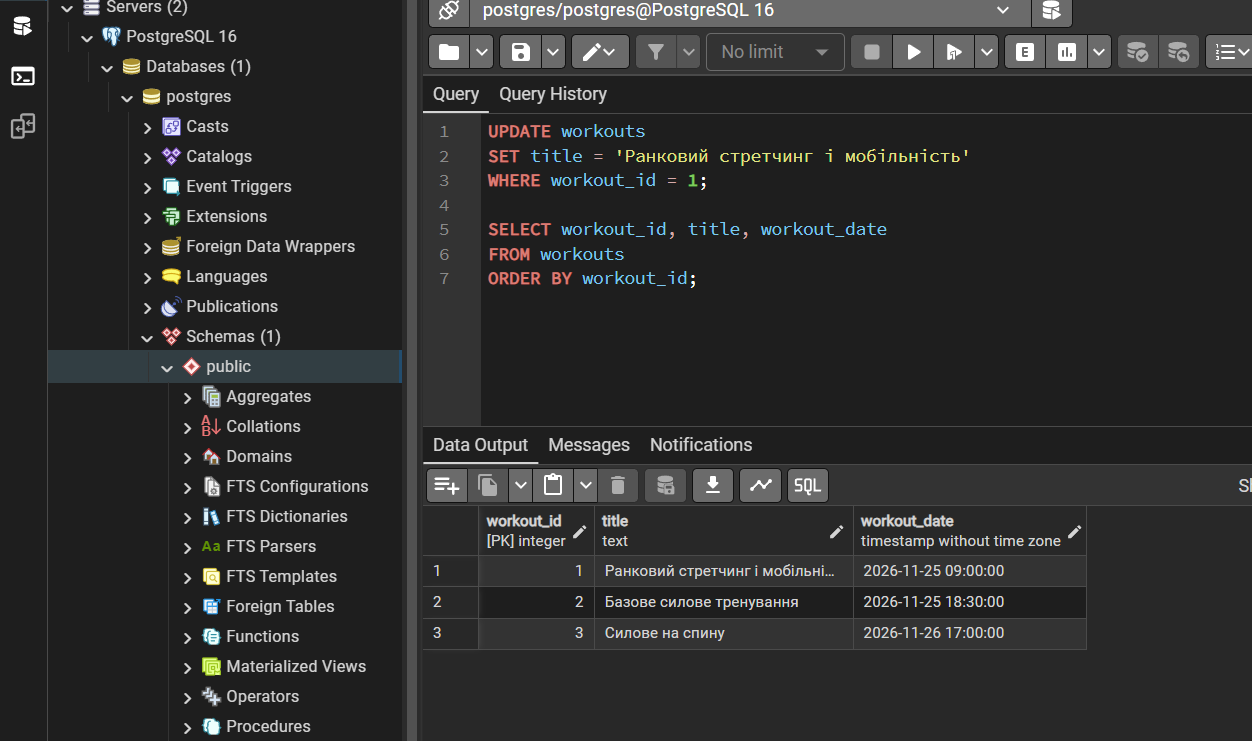 Servers (2)
PostgreSQL 16
Databases (1)
postgres
Casts
Catalogs
Event Triggers
Extensions
Foreign Data Wrappers
Languages
Publications
Schemas (1)
public
Aggregates
Collations
Domains
FTS Configurations
FTS Dictionaries
Aa FTS Parsers
FTS Templates
Foreign Tables
Functions
Materialized Views
Operators
Procedures
postgres/postgres@PostgreSQL 16
No limit
E
Query Query History
1 UPDATE workouts
2 SET title = 'Ранковий стретчинг і мобільність'
3 WHERE workout_id = 1;
4
5 SELECT workout_id, title, workout_date
6 FROM workouts
7 ORDER BY workout_id;
Data Output Messages Notifications
SQL
workout_id title workout_date
[PK] integer text timestamp without time zone
1 1 Ранковий стретчинг і мобільні... 2026-11-25 09:00:00
2 2 Базове силове тренування 2026-11-25 18:30:00
3 3 Силове на спину 2026-11-26 17:00:00